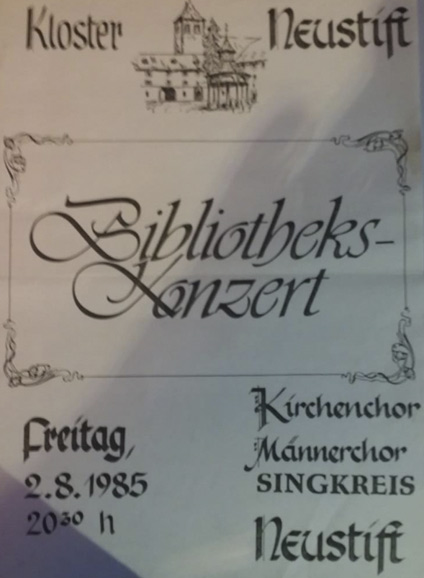 Kloster Neustift
Bibliotheks-
Konzert
Freitag,
2.8.1985
20³⁰ h
Kirchenchor
Männerchor
SINGKREIS
Neustift